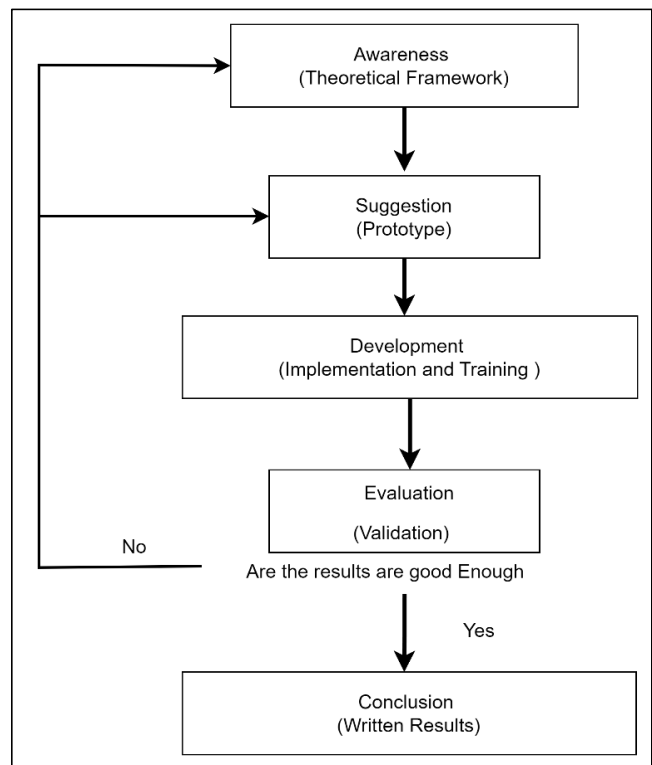 Awareness
(Theoretical Framework)
Suggestion
(Prototype)
Development
(Implementation and Training )
Evaluation
(Validation)
No
Are the results are good Enough
Yes
Conclusion
(Written Results)